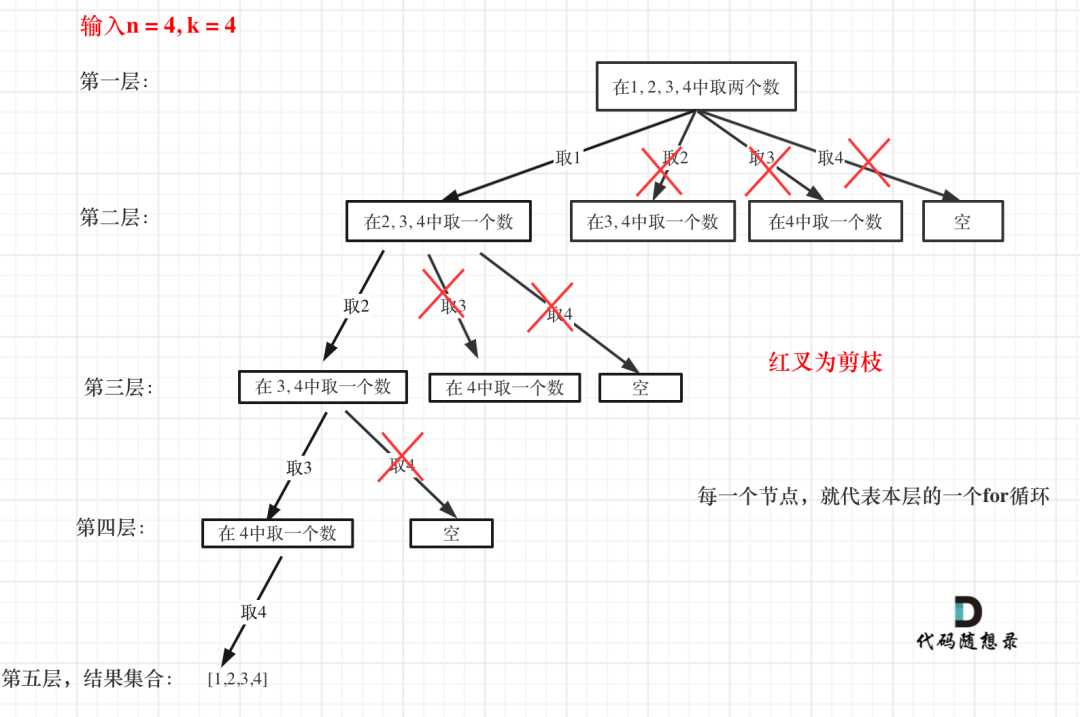 输入n = 4, k = 4
第一层：
在1, 2, 3, 4中取两个数
取1
取2
取3
取4
第二层：
在2, 3, 4中取一个数
在3, 4中取一个数
在4中取一个数
空
取2
取3
取4
红叉为剪枝
第三层：
在 3, 4中取一个数
在 4中取一个数
空
取3
取4
每一个节点，就代表本层的一个for循环
第四层：
在 4中取一个数
空
取4
代码随想录
第五层，结果集合： [1,2,3,4]